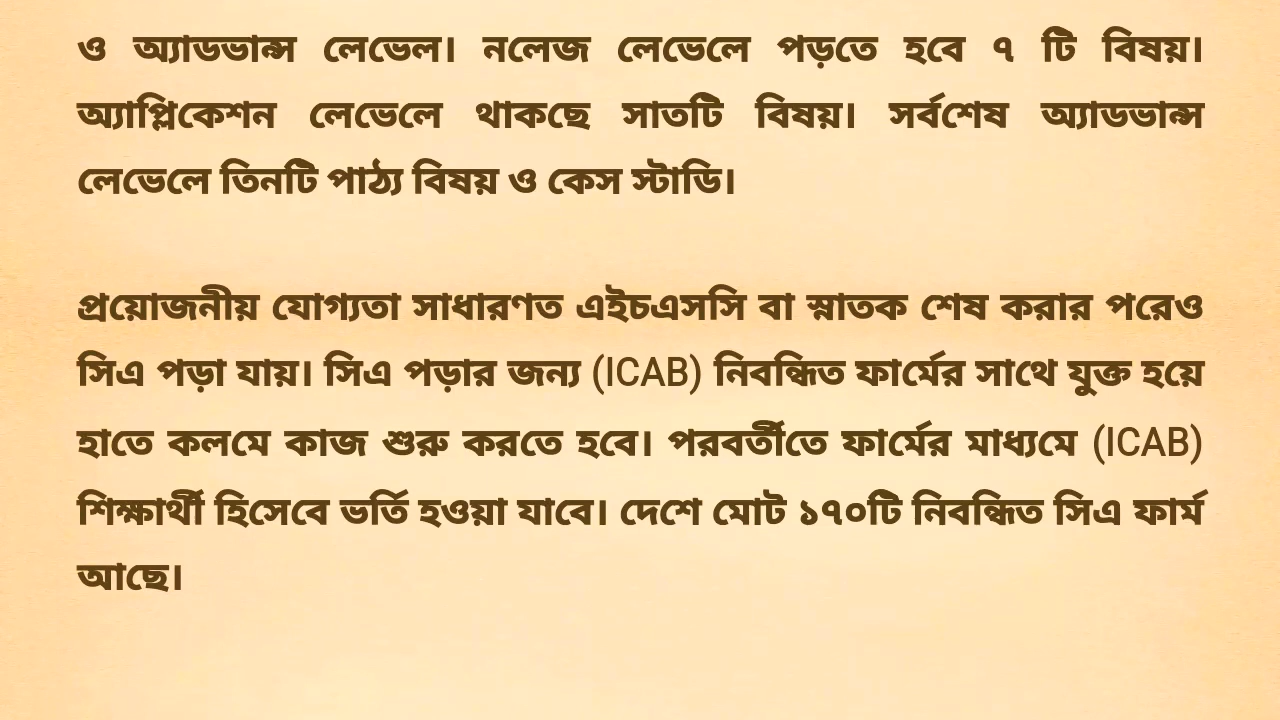 ও অ্যাডভান্স লেভেল। নলেজ লেভেলে পড়তে হবে ৭ টি বিষয়।
অ্যাপ্লিকেশন লেভেলে থাকছে সাতটি বিষয়। সর্বশেষ অ্যাডভান্স
লেভেলে তিনটি পাঠ্য বিষয় ও কেস স্টাডি।
প্রয়োজনীয় যোগ্যতা সাধারণত এইচএসসি বা স্নাতক শেষ করার পরেও
সিএ পড়া যায়। সিএ পড়ার জন্য (ICAB) নিবন্ধিত ফার্মের সাথে যুক্ত হয়ে
হাতে কলমে কাজ শুরু করতে হবে। পরবর্তীতে ফার্মের মাধ্যমে (ICAB)
শিক্ষার্থী হিসেবে ভর্তি হওয়া যাবে। দেশে মোট ১৭০টি নিবন্ধিত সিএ ফার্ম
আছে।